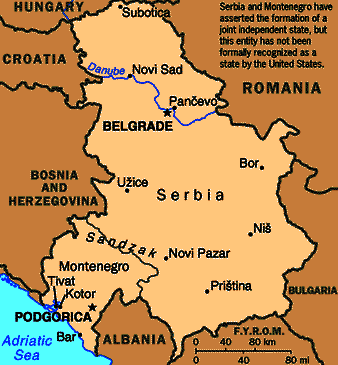 HUNGARY
Subotica
Serbia and Montenegro have
asserted the formation of a
joint independent state, but
this entity has not been
formally recognized as a
state by the United States.
CROATIA
Danube
Novi Sad
ROMANIA
Pančevo
BELGRADE
BOSNIA
AND
HERZEGOVINA
Bor
Užice
Serbia
Niš
Sandzak
Novi Pazar
Montenegro
Tivat
Kotor
Priština
BULGARIA
PODGORICA
Bar
Adriatic
Sea
ALBANIA
F.Y.R.O.M.
0 40 80 km
0 40 80 mi